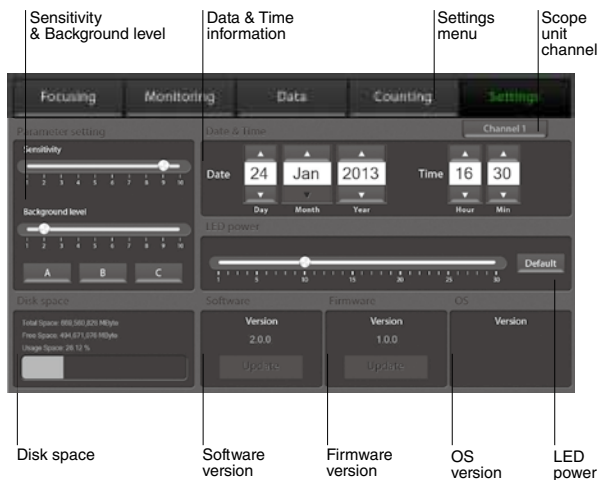 Sensitivity
& Background level
Data & Time
information
Settings
menu
Scope
unit
channel
Focusing
Monitoring
Data
Counting
Settings
Parameter setting
Date & Time
Channel 1
Sensitivity
1 2 3 4 5 6 7 8 9 10
Date
24
Jan
2013
Time
16
30
Day
Month
Year
Hour
Min
Background level
1 2 3 4 5 6 7 8 9 10
LED power
A
B
C
1 5 10 15 20 25 30
Default
Disk space
Software
Firmware
OS
Usage Space: 26.12 %
Version
2.0.0
Update
Version
1.0.0
Update
Version
Disk space
Software
version
Firmware
version
OS
version
LED
power